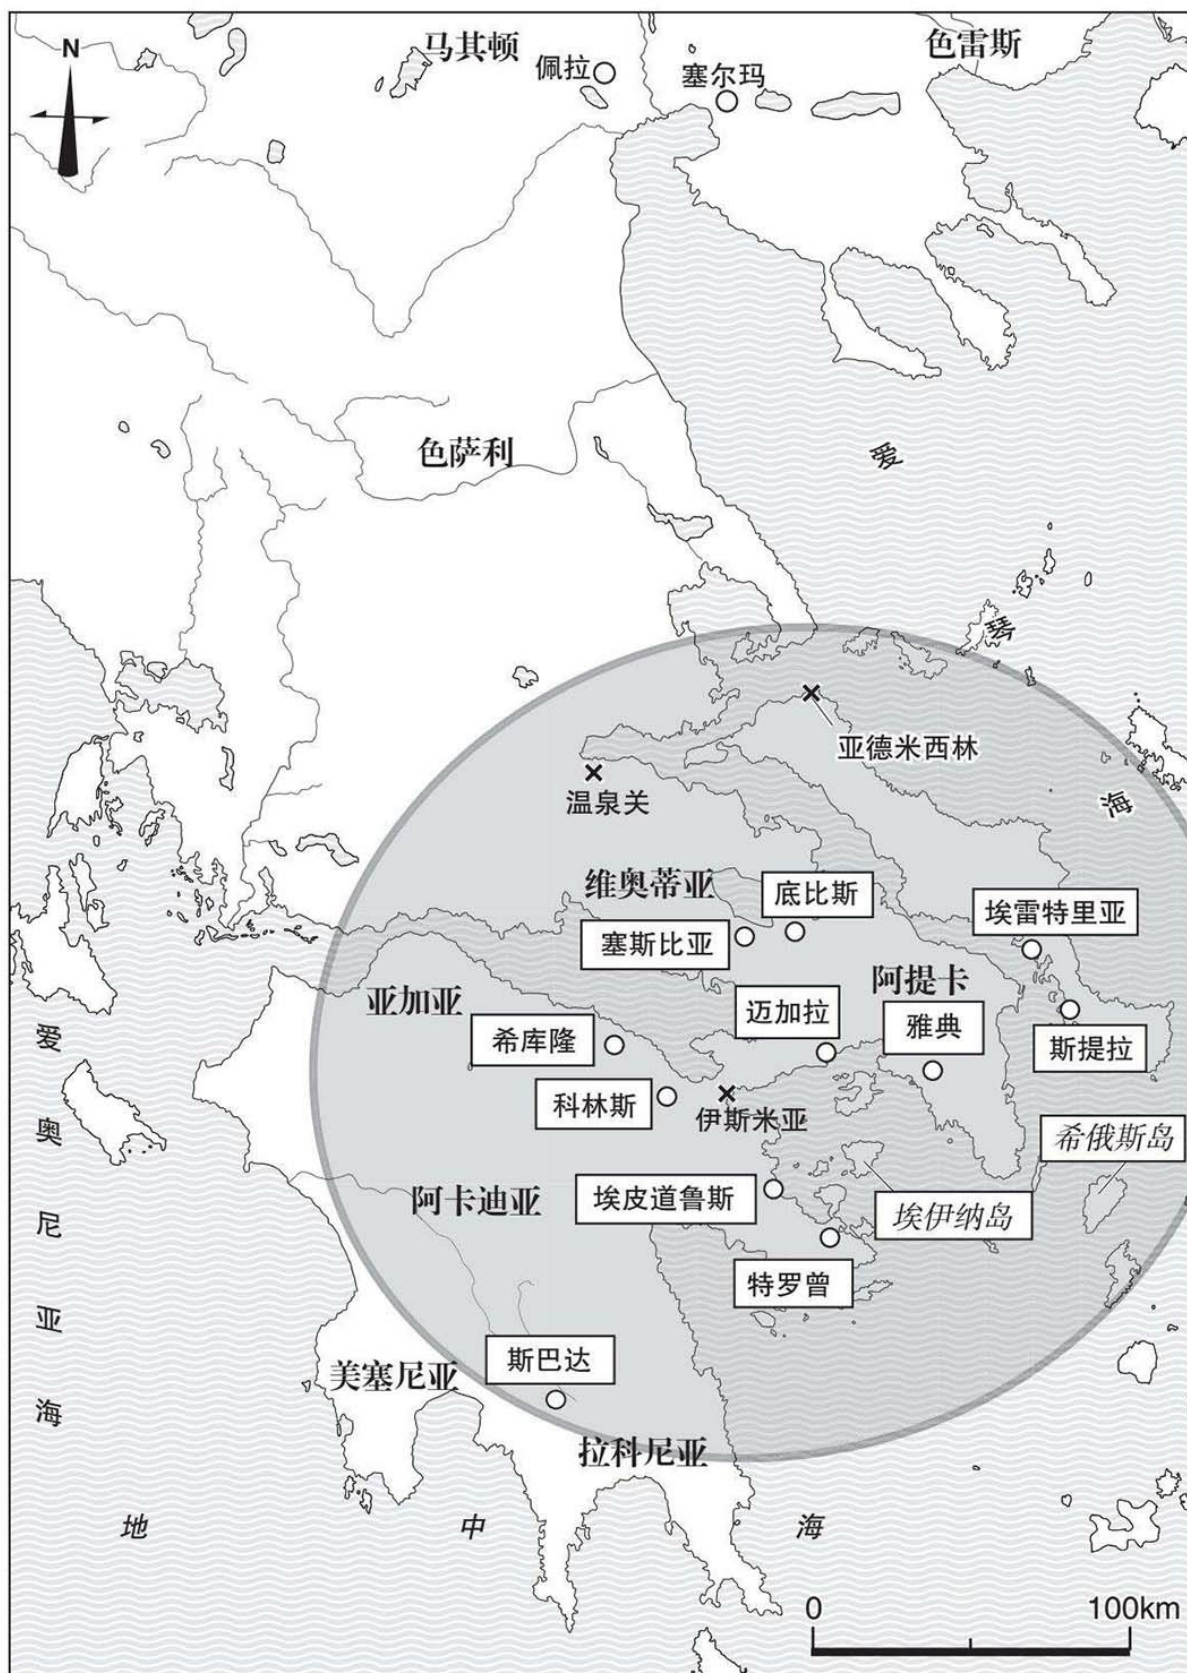 N
马其顿
佩拉
塞尔玛
色雷斯
色萨利
爱
琴
海
亚德米西林
温泉关
维奥蒂亚
底比斯
塞斯比亚
埃雷特里亚
阿提卡
亚加亚
希库隆
迈加拉
雅典
斯提拉
科林斯
伊斯米亚
希俄斯岛
阿卡迪亚
埃皮道鲁斯
埃伊纳岛
特罗曾
斯巴达
美塞尼亚
拉科尼亚
爱
奥
尼
亚
海
地 中 海
0 100km